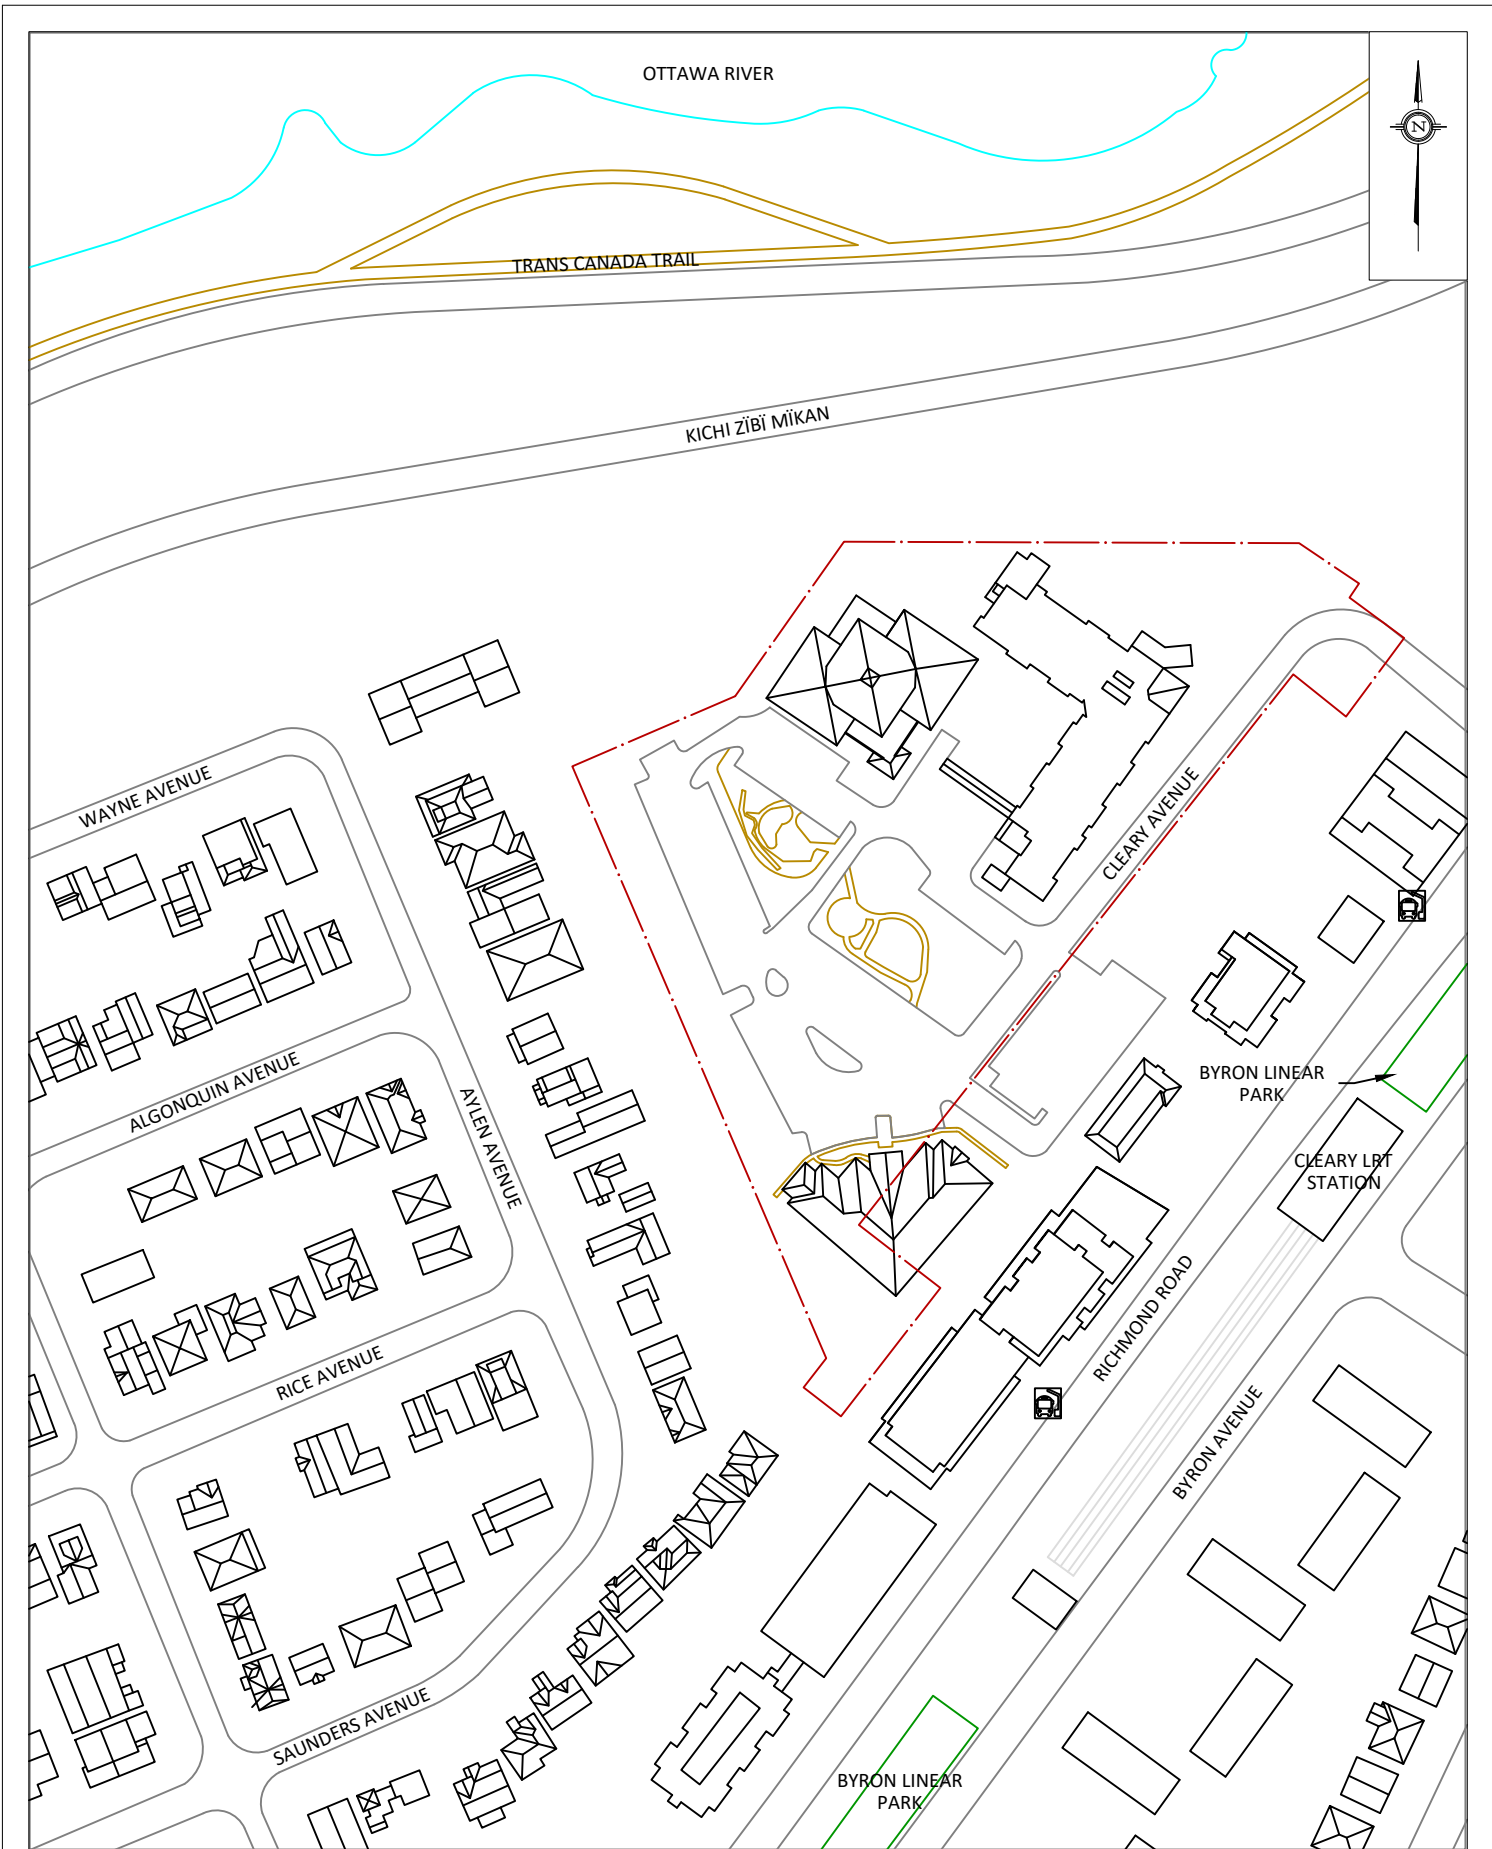 OTTAWA RIVER
N
TRANS CANADA TRAIL
KICHI ZĪBĪ MĪKAN
WAYNE AVENUE
CLEARY AVENUE
ALGONQUIN AVENUE
AYLEN AVENUE
BYRON LINEAR
PARK
CLEARY LRT
STATION
RICE AVENUE
RICHMOND ROAD
BYRON AVENUE
SAUNDERS AVENUE
BYRON LINEAR
PARK